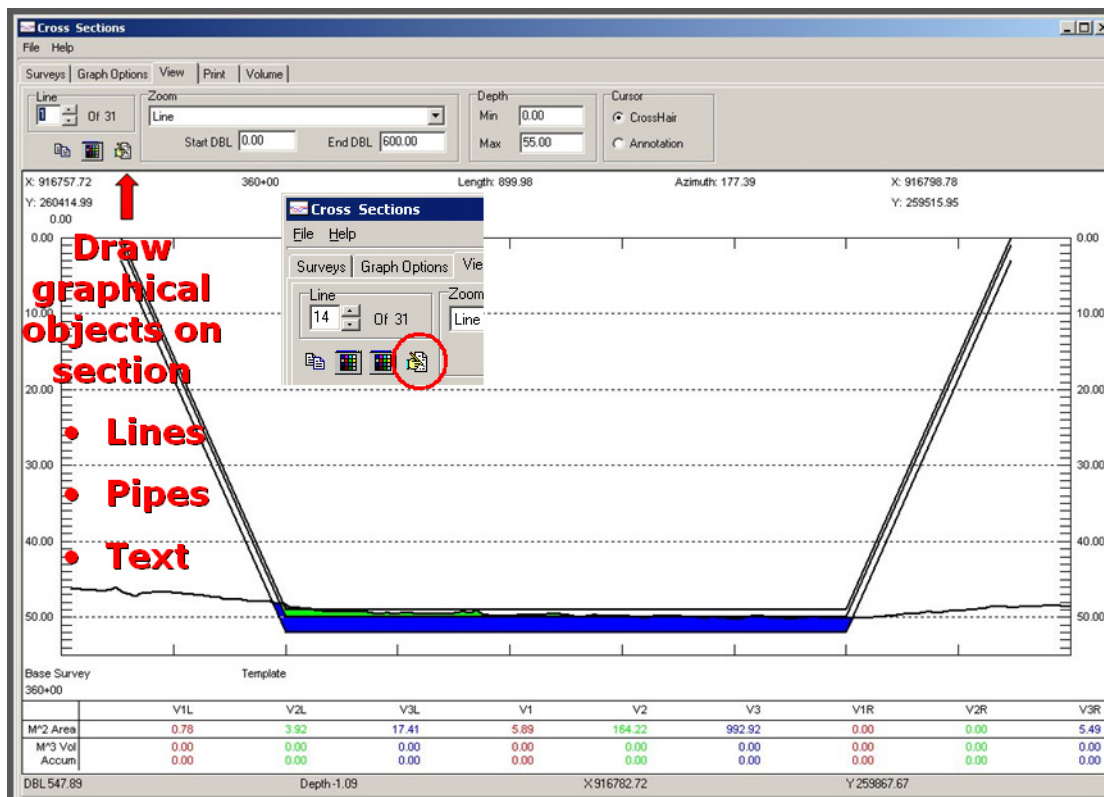 Cross Sections
File Help
Surveys Graph Options View Print Volume
Line
1 Of 31
Zoom
Line
Start DBL 0.00 End DBL 600.00
Depth
Min 0.00
Max 55.00
Cursor
CrossHair
Annotation
X: 916757.72 360+00 Length: 899.98 Azimuth: 177.39 X: 916798.78
Y: 260414.99 Y: 259515.95
0.00
0.00 0.00
10.00 10.00
20.00 20.00
30.00 30.00
40.00 40.00
50.00 50.00
Draw
graphical
objects on
section
• Lines
• Pipes
• Text
Cross Sections
File Help
Surveys Graph Options Vie
Line
14 Of 31
Zoom
Line
Base Survey Template
360+00
V1L V2L V3L V1 V2 V3 V1R V2R V3R
M^2 Area 0.78 3.92 17.41 5.89 164.22 992.92 0.00 0.00 5.49
M^3 Vol 0.00 0.00 0.00 0.00 0.00 0.00 0.00 0.00 0.00
Accum 0.00 0.00 0.00 0.00 0.00 0.00 0.00 0.00 0.00
DBL 547.89 Depth -1.09 X 916782.72 Y 259867.67